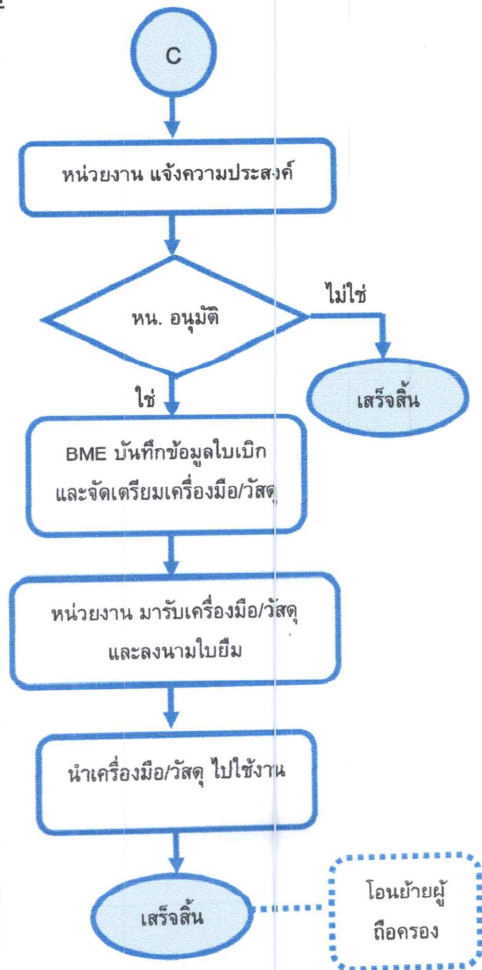 C
หน่วยงาน แจ้งความประสงค์
หน. อนุมัติ
ไม่ใช่
เสร็จสิ้น
ใช่
BME บันทึกข้อมูลใบเบิก
และจัดเตรียมเครื่องมือ/วัสดุ
หน่วยงาน มารับเครื่องมือ/วัสดุ
และลงนามใบยืม
นำเครื่องมือ/วัสดุ ไปใช้งาน
เสร็จสิ้น
โอนย้ายผู้
ถือครอง